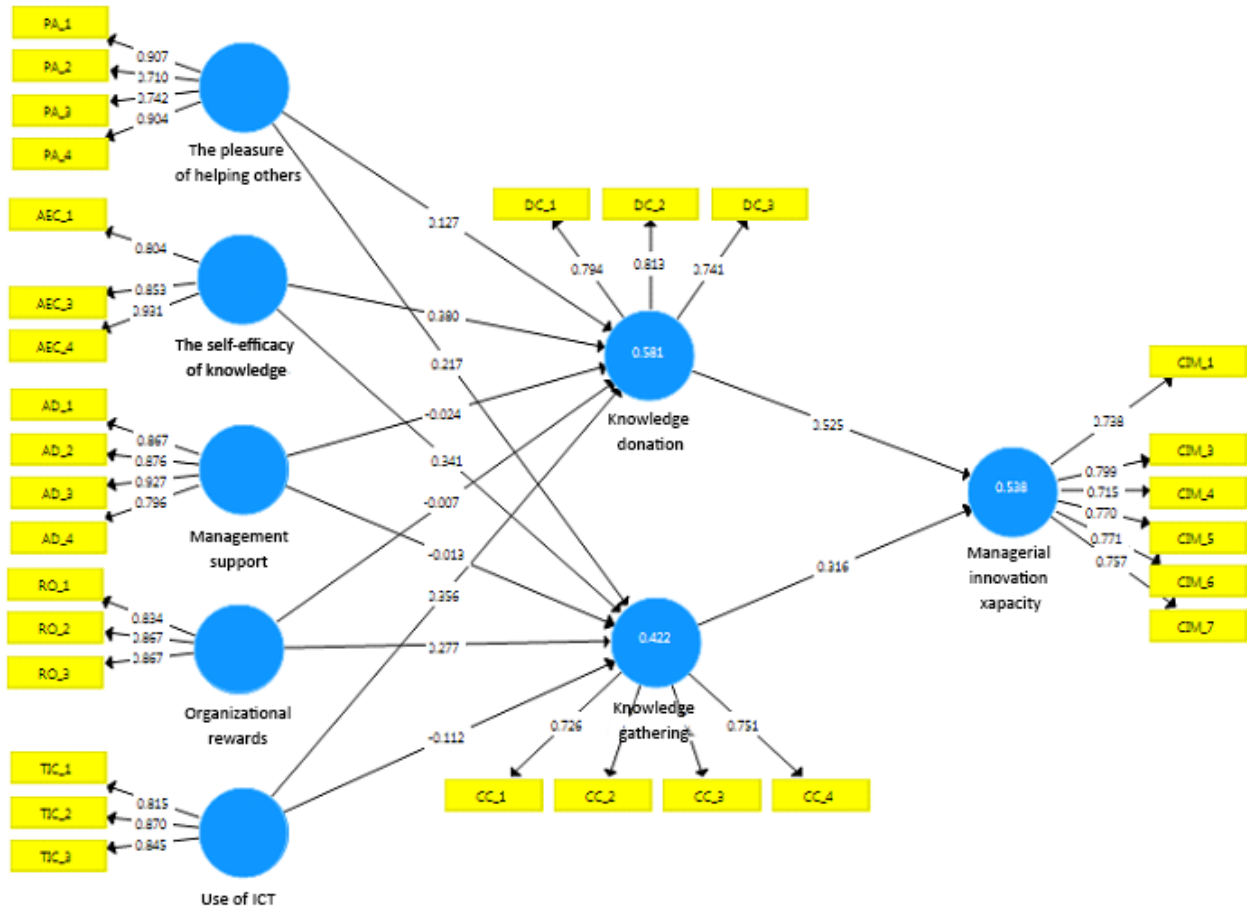 PA_1
0.907
PA_2
0.710
PA_3
0.742
0.904
PA_4
The pleasure
of helping others
AEC_1
0.804
AEC_3
0.853
0.931
AEC_4
The self-efficacy
of knowledge
AD_1
0.867
AD_2
0.876
AD_3
0.927
0.796
AD_4
Management
support
RO_1
0.834
RO_2
0.867
RO_3
0.867
Organizational
rewards
TIC_1
0.815
TIC_2
0.870
TIC_3
0.845
Use of ICT
0.127
0.380
0.217
-0.024
0.341
-0.007
-0.013
0.356
0.277
-0.112
DC_1
DC_2
DC_3
0.794
0.813
0.741
0.581
Knowledge
donation
0.422
Knowledge
gathering
0.726
0.751
CC_1
CC_2
CC_3
CC_4
0.525
0.316
0.538
Managerial
innovation
xapacity
CIM_1
0.738
CIM_3
0.799
CIM_4
0.715
0.770
CIM_5
0.771
0.757
CIM_6
CIM_7